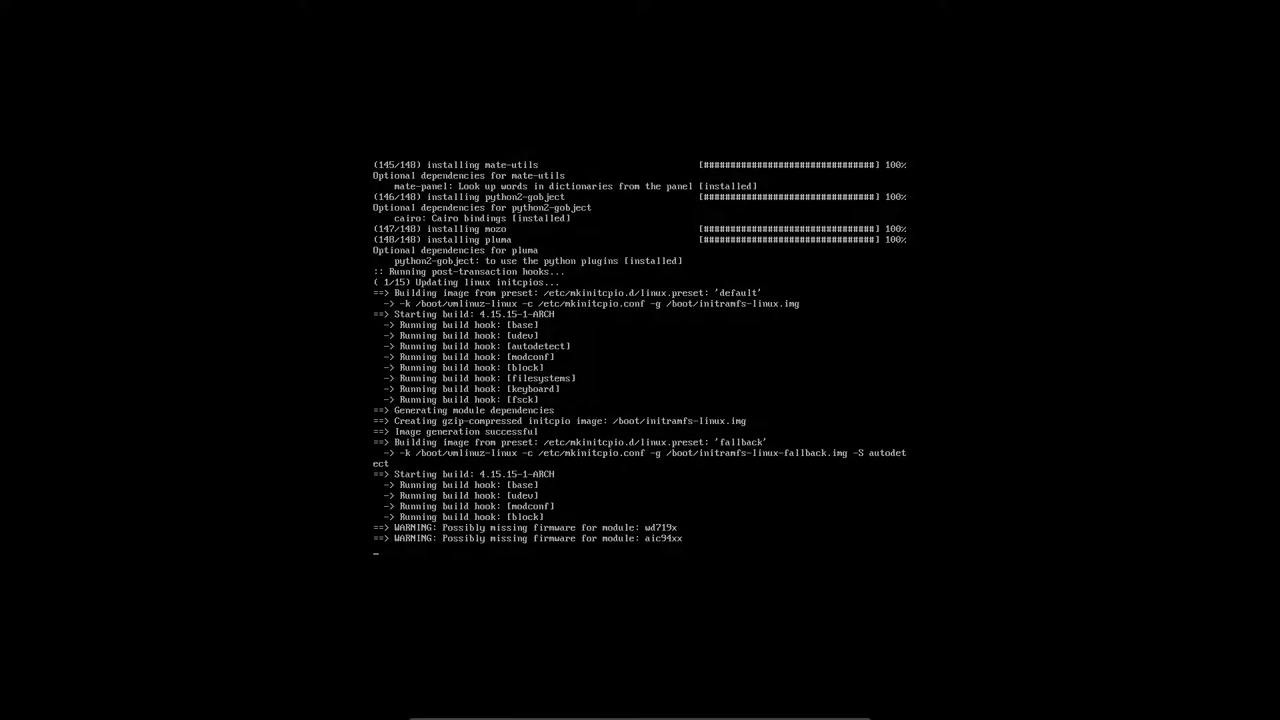 (145/148) installing mate-utils [################################] 100%
Optional dependencies for mate-utils
mate-panel: Look up words in dictionaries from the panel [installed]
(146/148) installing python2-gobject [################################] 100%
Optional dependencies for python2-gobject
cairo: Cairo bindings [installed]
(147/148) installing mozo [################################] 100%
(148/148) installing pluma [################################] 100%
Optional dependencies for pluma
python2-gobject: to use the python plugins [installed]
:: Running post-transaction hooks...
( 1/15) Updating linux initcpios...
==> Building image from preset: /etc/mkinitcpio.d/linux.preset: 'default'
-> -k /boot/vmlinuz-linux -c /etc/mkinitcpio.conf -g /boot/initramfs-linux.img
==> Starting build: 4.15.15-1-ARCH
-> Running build hook: [base]
-> Running build hook: [udev]
-> Running build hook: [autodetect]
-> Running build hook: [modconf]
-> Running build hook: [block]
-> Running build hook: [filesystems]
-> Running build hook: [keyboard]
-> Running build hook: [fsck]
==> Generating module dependencies
==> Creating gzip-compressed initcpio image: /boot/initramfs-linux.img
==> Image generation successful
==> Building image from preset: /etc/mkinitcpio.d/linux.preset: 'fallback'
-> -k /boot/vmlinuz-linux -c /etc/mkinitcpio.conf -g /boot/initramfs-linux-fallback.img -S autodet
ect
==> Starting build: 4.15.15-1-ARCH
-> Running build hook: [base]
-> Running build hook: [udev]
-> Running build hook: [modconf]
-> Running build hook: [block]
==> WARNING: Possibly missing firmware for module: wd719x
==> WARNING: Possibly missing firmware for module: aic94xx
_